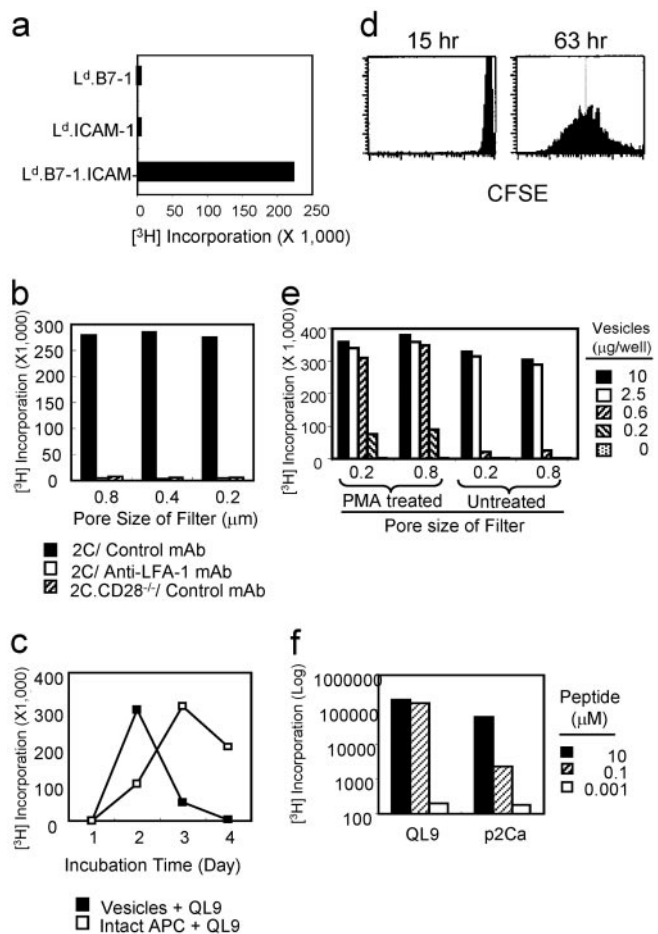 a
L^d.B7-1
L^d.ICAM-1
L^d.B7-1.ICAM-
0 50 100 150 200 250
[³H] Incorporation (X 1,000)
d
15 hr 63 hr
CFSE
b
[³H] Incorporation (X1,000)
300
250
200
150
100
50
0
0.8 0.4 0.2
Pore Size of Filter (μm)
2C/ Control mAb
2C/ Anti-LFA-1 mAb
2C.CD28⁻/⁻/ Control mAb
e
[³H] Incorporation (X 1,000)
400
300
200
100
0
0.2 0.8 0.2 0.8
PMA treated Untreated
Pore size of Filter
Vesicles
(μg/well)
10
2.5
0.6
0.2
0
c
[³H] Incorporation (X1,000)
400
300
200
100
0
1 2 3 4
Incubation Time (Day)
Vesicles + QL9
Intact APC + QL9
f
[³H] Incorporation (Log)
1000000
100000
10000
1000
100
QL9 p2Ca
Peptide
(μM)
10
0.1
0.001